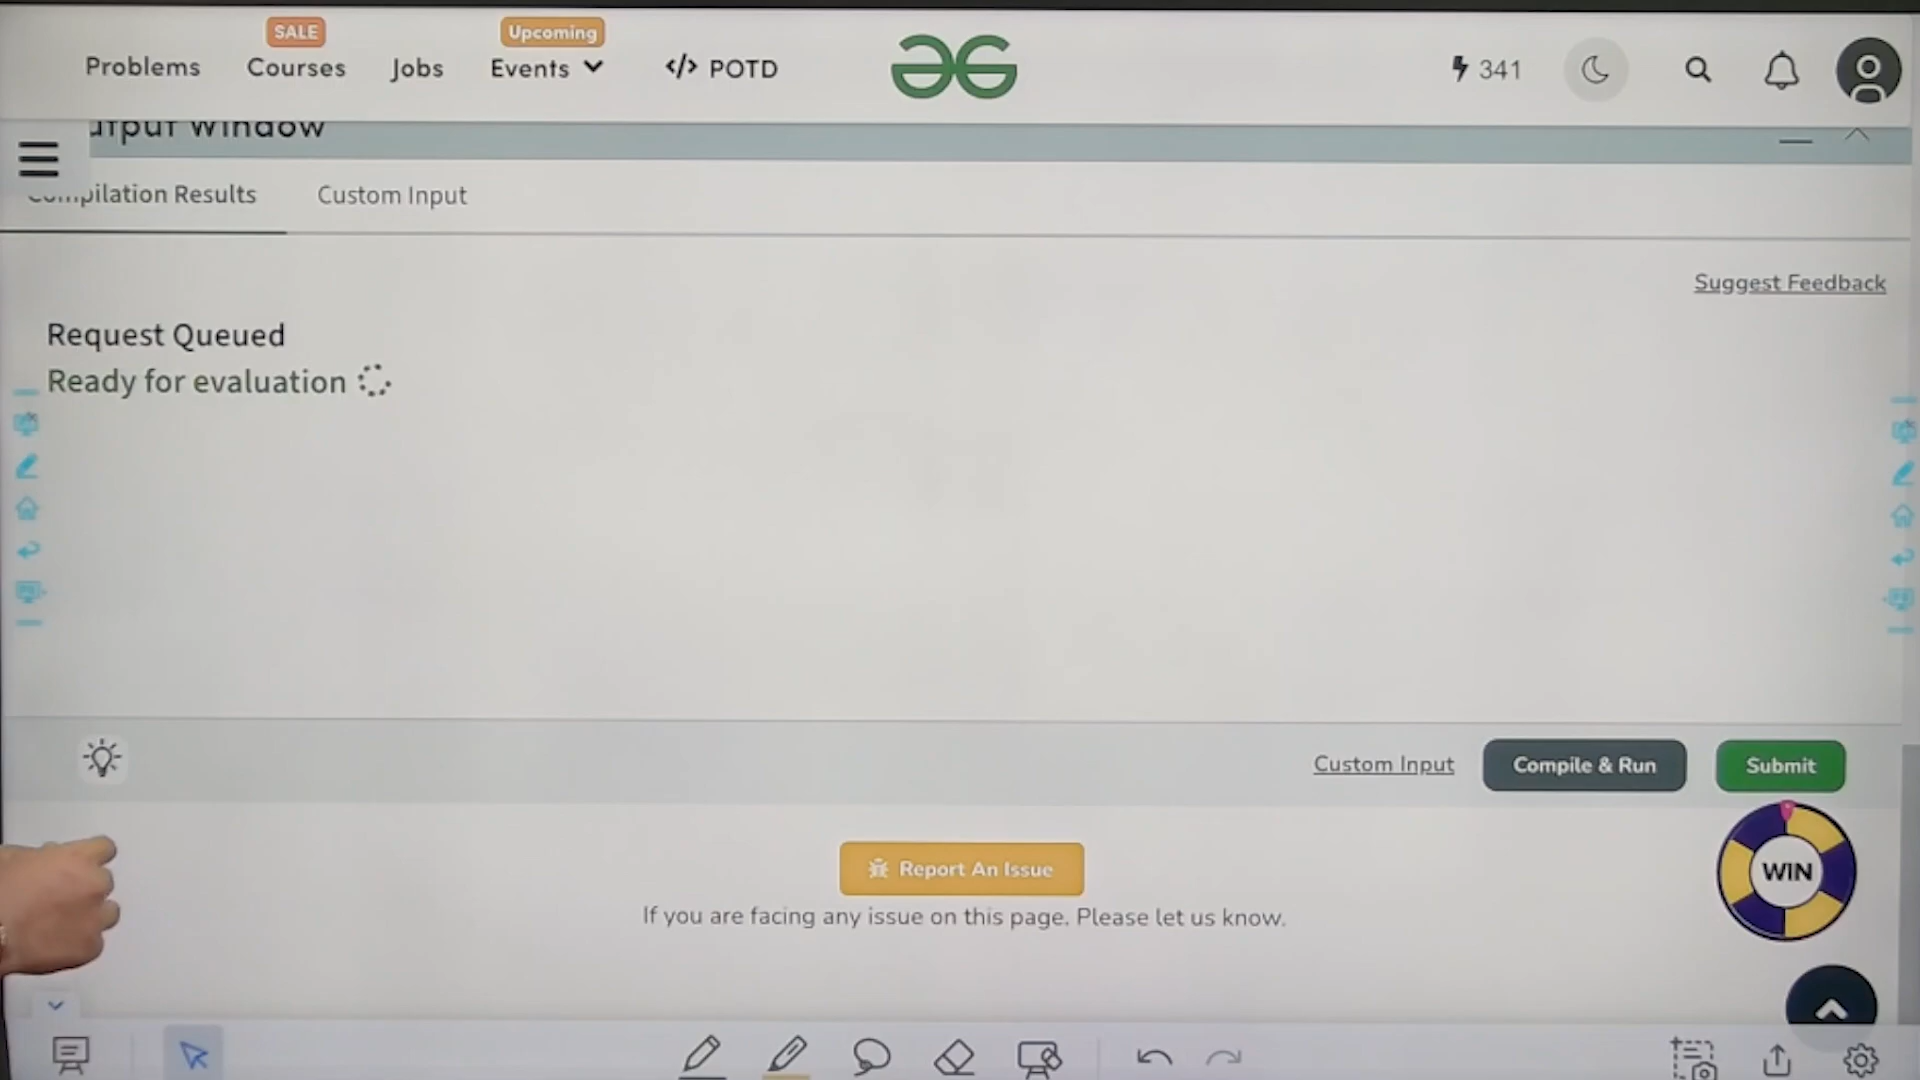 SALE
Upcoming
Problems Courses Jobs Events </> POTD 341
utput Window
Compilation Results Custom Input
Suggest Feedback
Request Queued
Ready for evaluation
Custom Input Compile & Run Submit
WIN
Report An Issue
If you are facing any issue on this page. Please let us know.